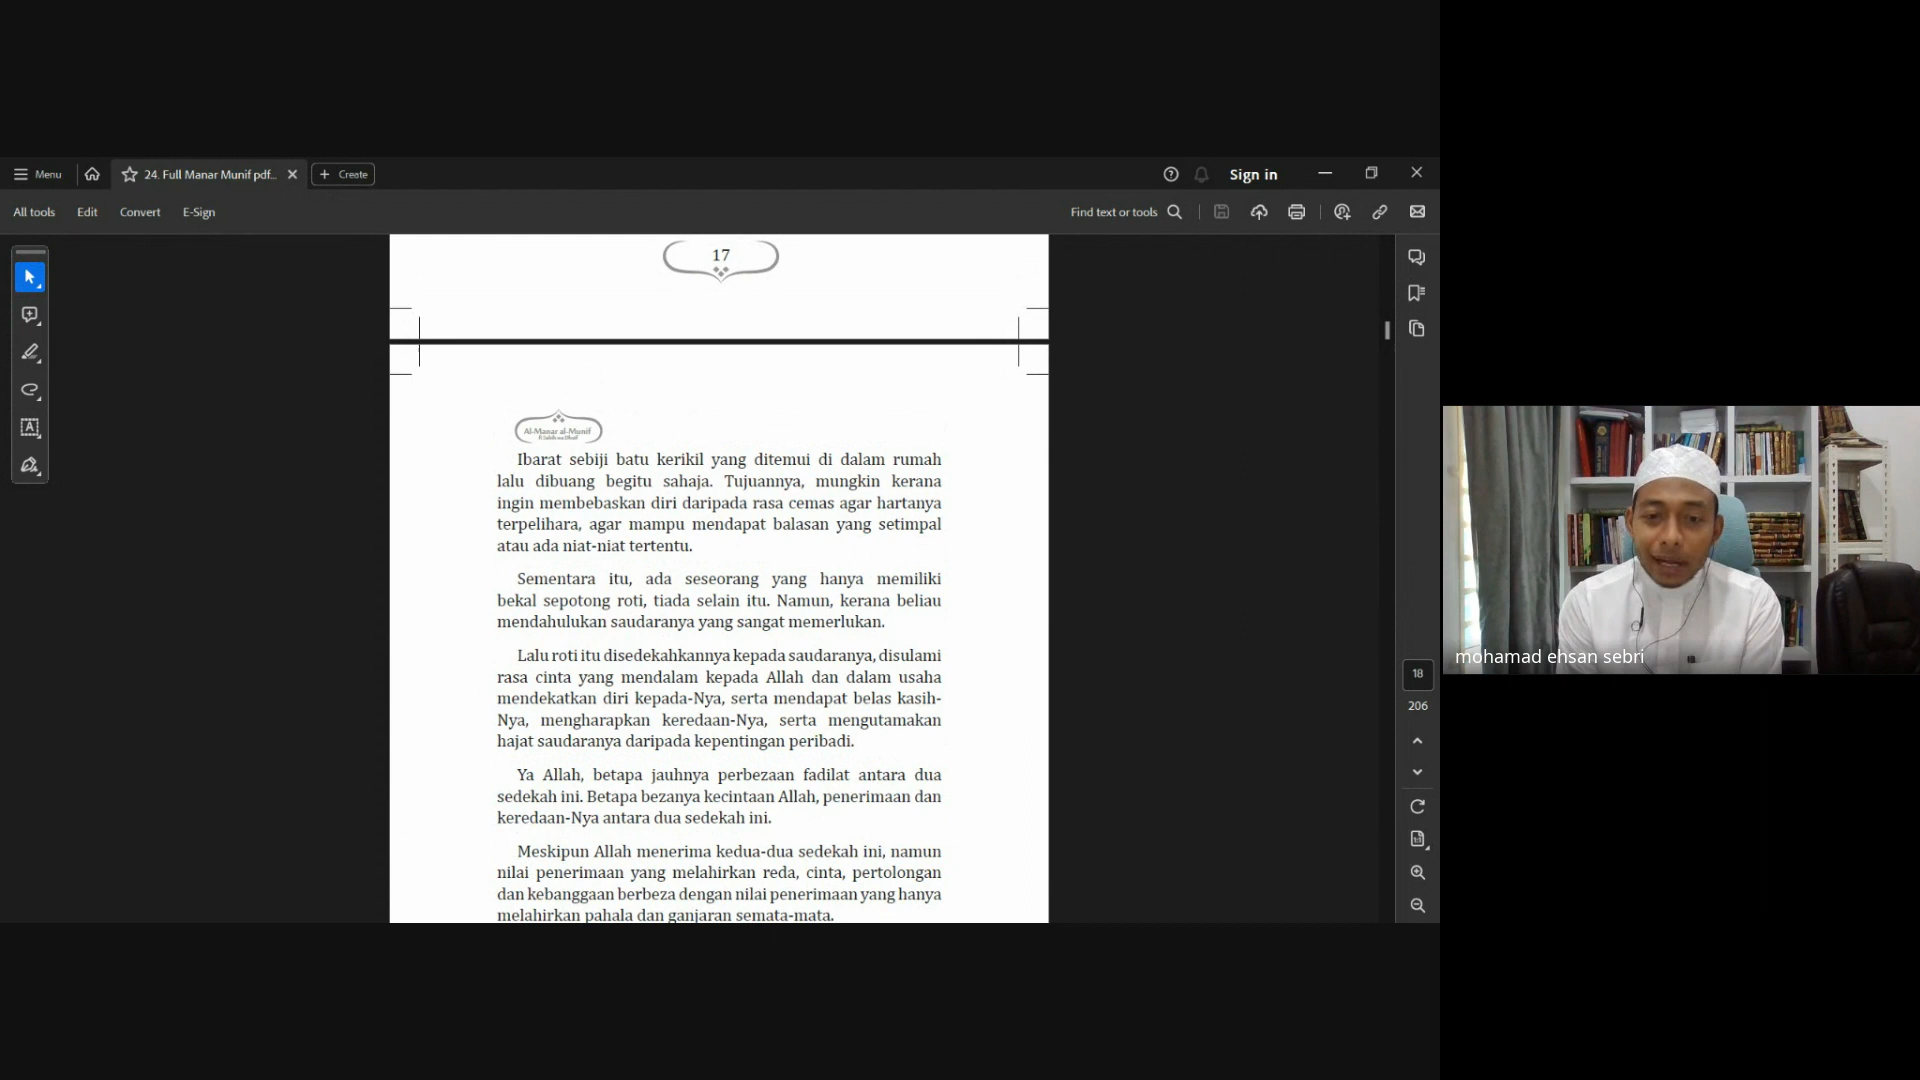 Menu
24. Full Manar Munif pdf...
Create
Sign in
All tools
Edit
Convert
E-Sign
Find text or tools
17
Al-Manar al-Munif
Ibarat sebiji batu kerikil yang ditemui di dalam rumah
lalu dibuang begitu sahaja. Tujuannya, mungkin kerana
ingin membebaskan diri daripada rasa cemas agar hartanya
terpelihara, agar mampu mendapat balasan yang setimpal
atau ada niat-niat tertentu.
Sementara itu, ada seseorang yang hanya memiliki
bekal sepotong roti, tiada selain itu. Namun, kerana beliau
mendahulukan saudaranya yang sangat memerlukan.
Lalu roti itu disedekahkannya kepada saudaranya, disulami
rasa cinta yang mendalam kepada Allah dan dalam usaha
mendekatkan diri kepada-Nya, serta mendapat belas kasih-
Nya, mengharapkan keredaan-Nya, serta mengutamakan
hajat saudaranya daripada kepentingan peribadi.
Ya Allah, betapa jauhnya perbezaan fadilat antara dua
sedekah ini. Betapa bezanya kecintaan Allah, penerimaan dan
keredaan-Nya antara dua sedekah ini.
Meskipun Allah menerima kedua-dua sedekah ini, namun
nilai penerimaan yang melahirkan reda, cinta, pertolongan
dan kebanggaan berbeza dengan nilai penerimaan yang hanya
melahirkan pahala dan ganjaran semata-mata.
18
206
mohamad ehsan sebri